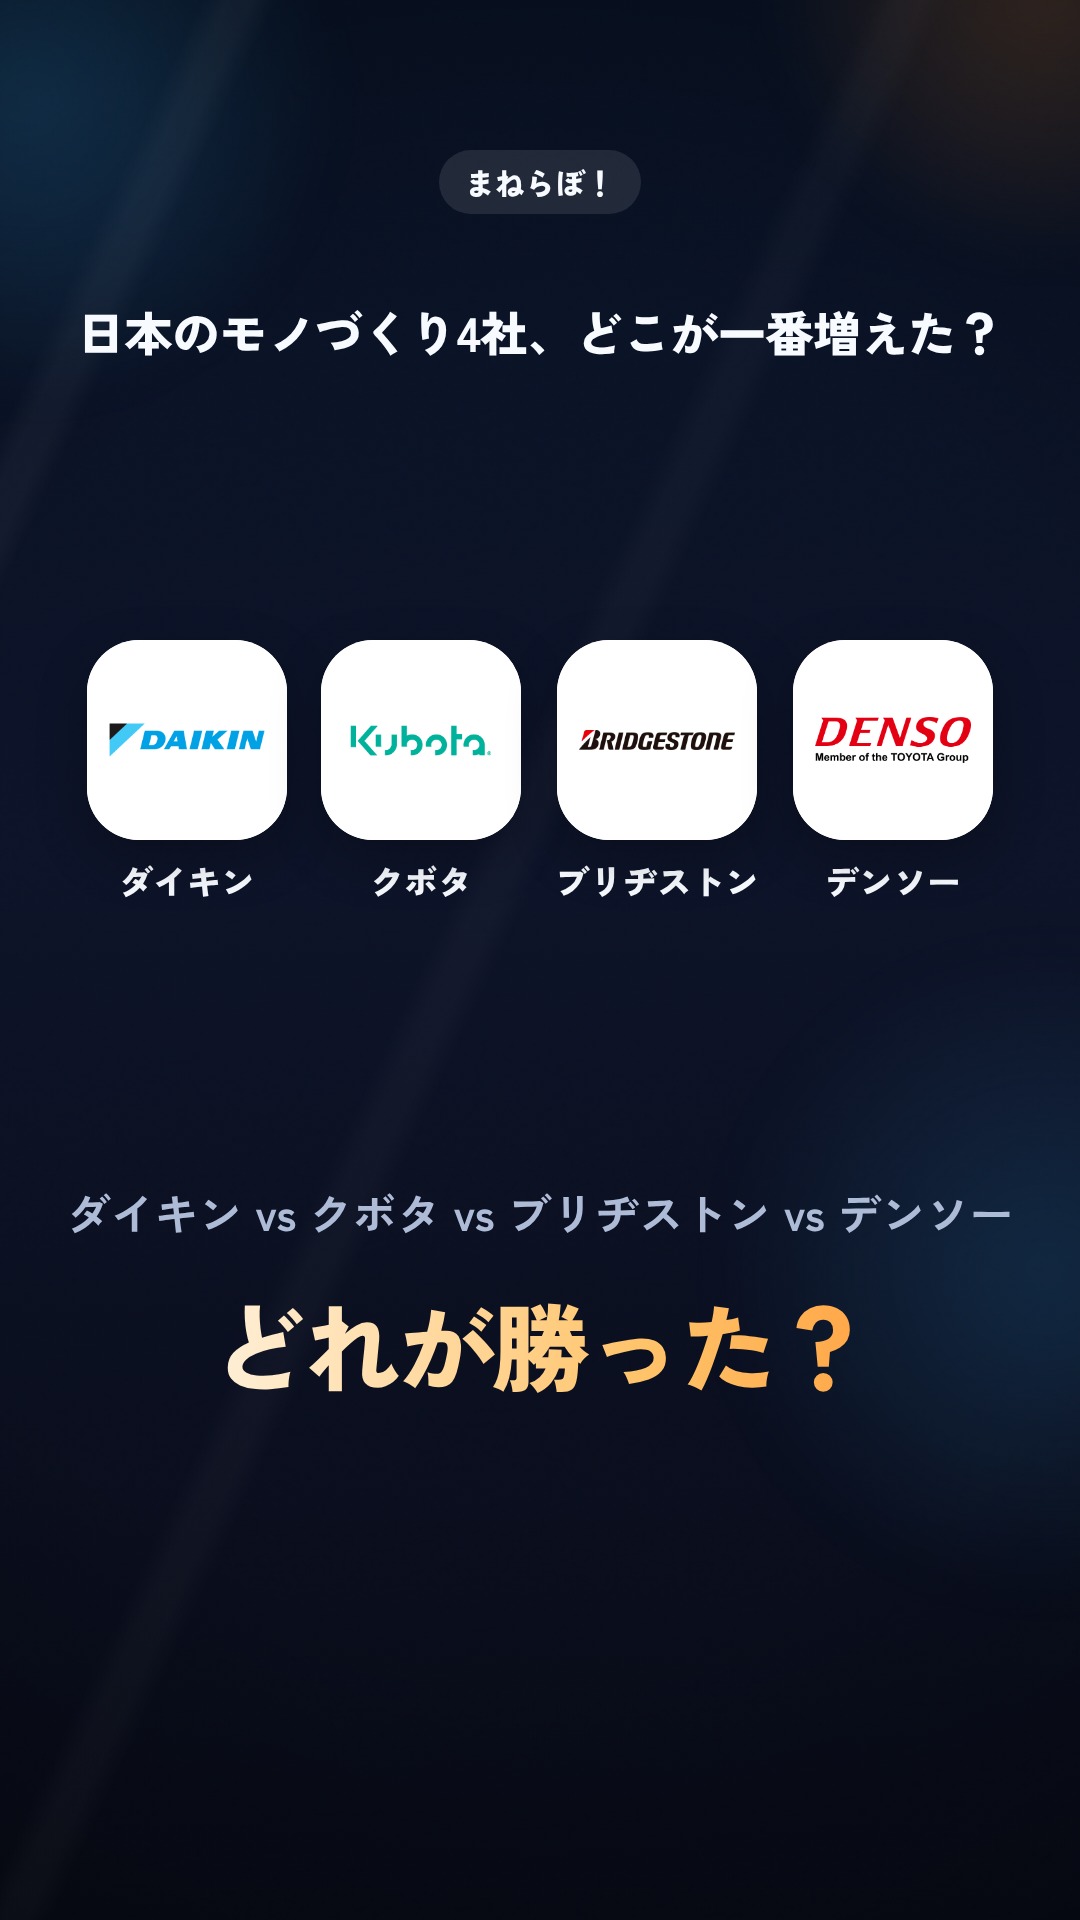 まねらぼ！
日本のモノづくり4社、どこが一番増えた？
DAIKIN
Kubota
BRIDGESTONE
DENSO
Member of the TOYOTA Group
ダイキン
クボタ
ブリヂストン
デンソー
ダイキン vs クボタ vs ブリヂストン vs デンソー
どれが勝った？